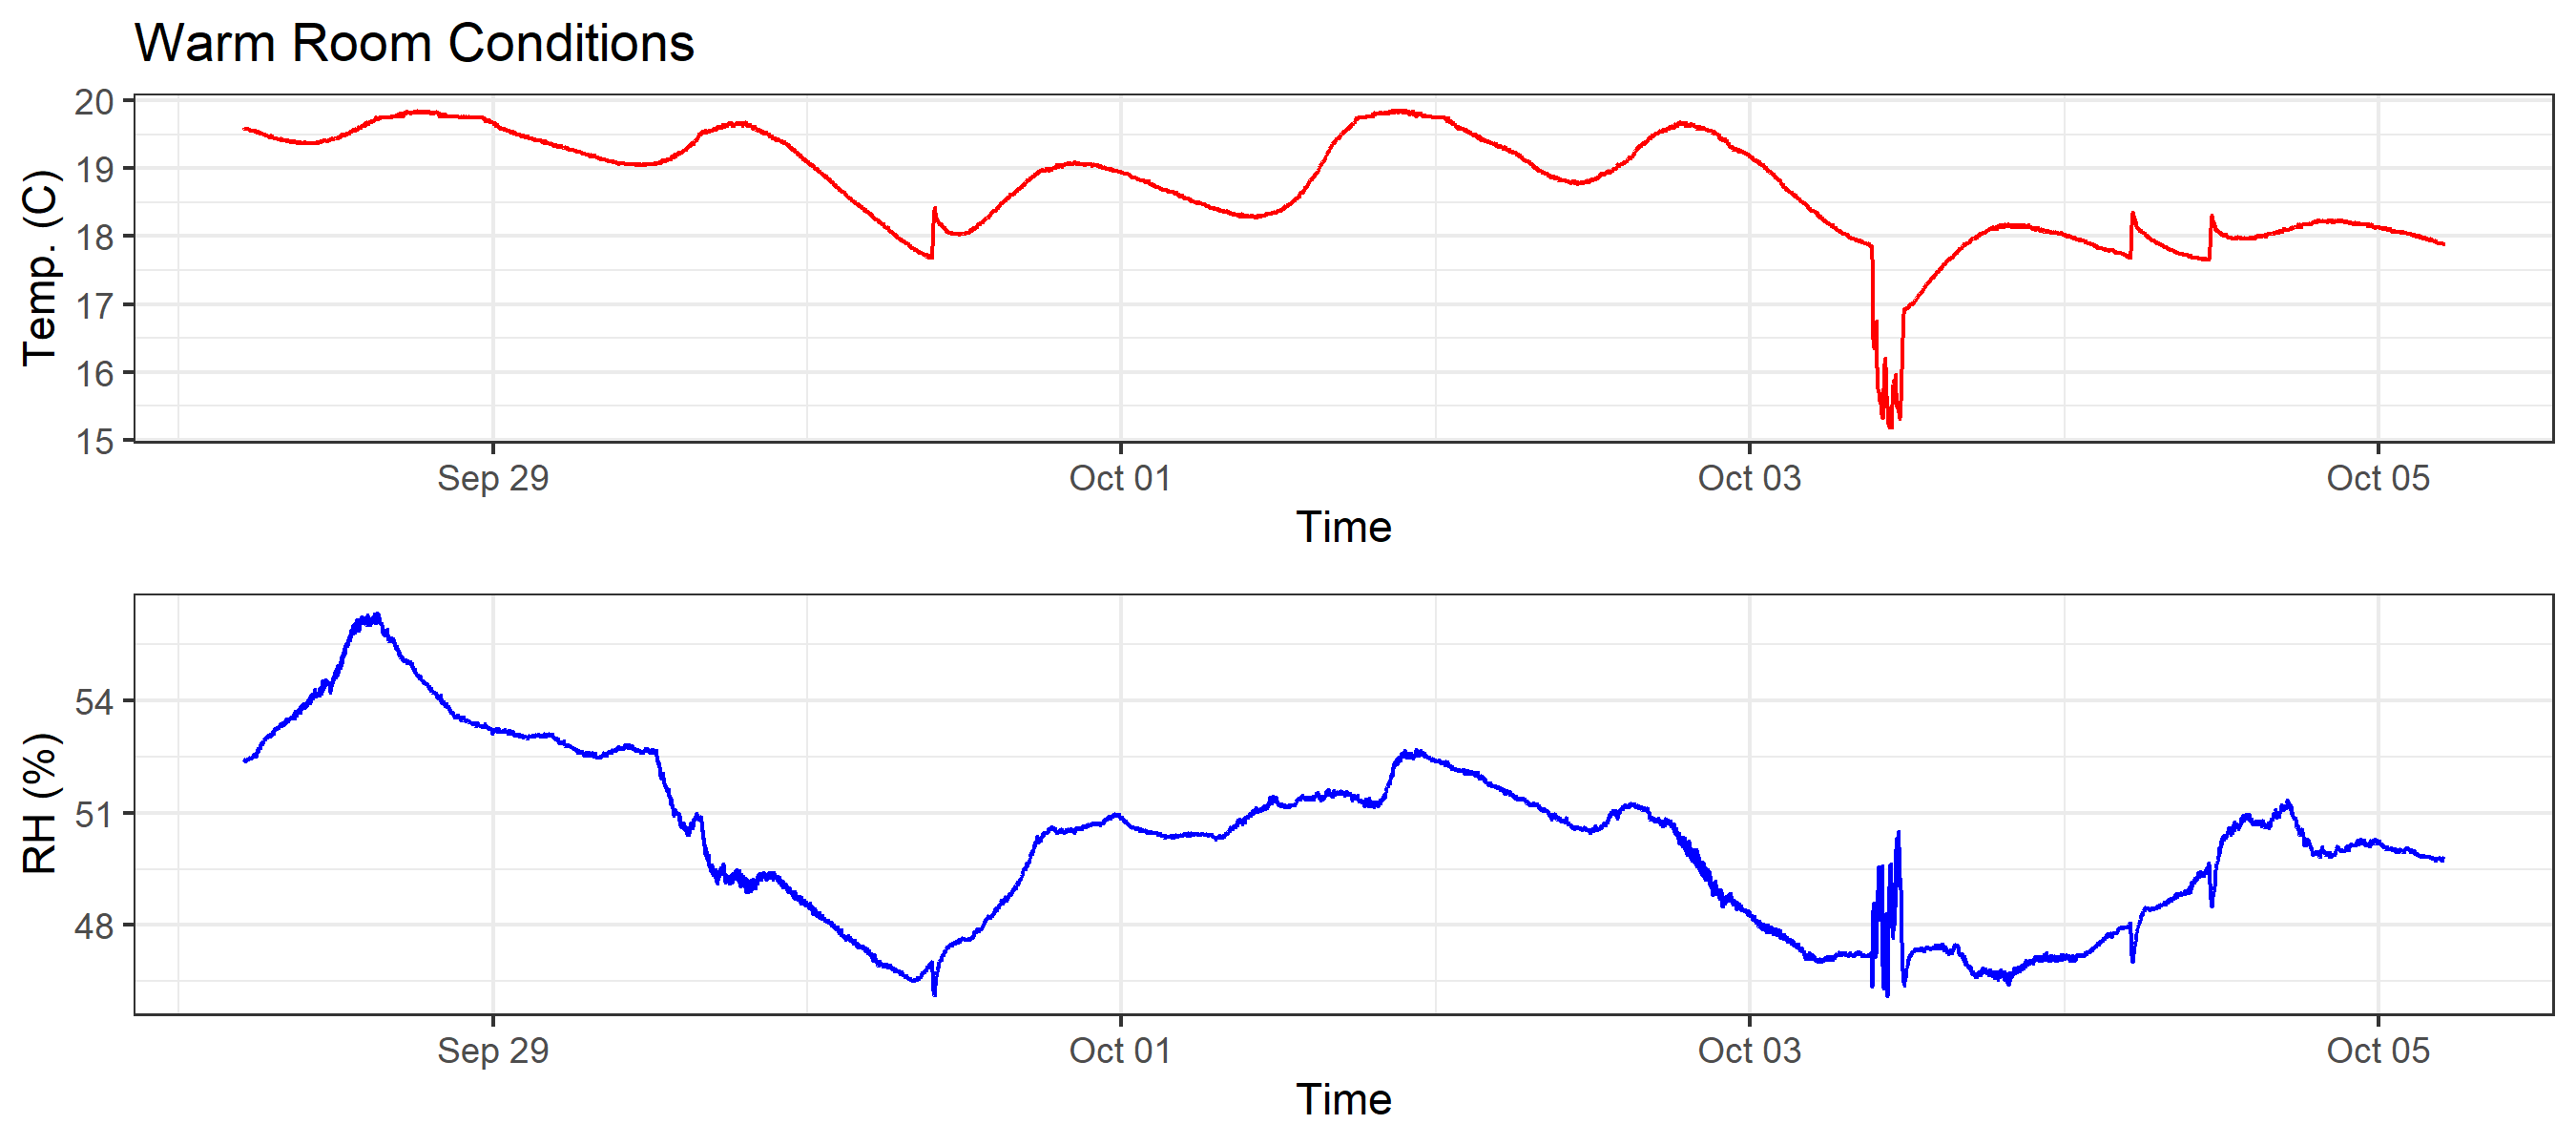 Warm Room Conditions
20
19
18
17
16
15
Temp. (C)
Sep 29 Oct 01 Oct 03 Oct 05
Time
54
51
48
RH (%)
Sep 29 Oct 01 Oct 03 Oct 05
Time